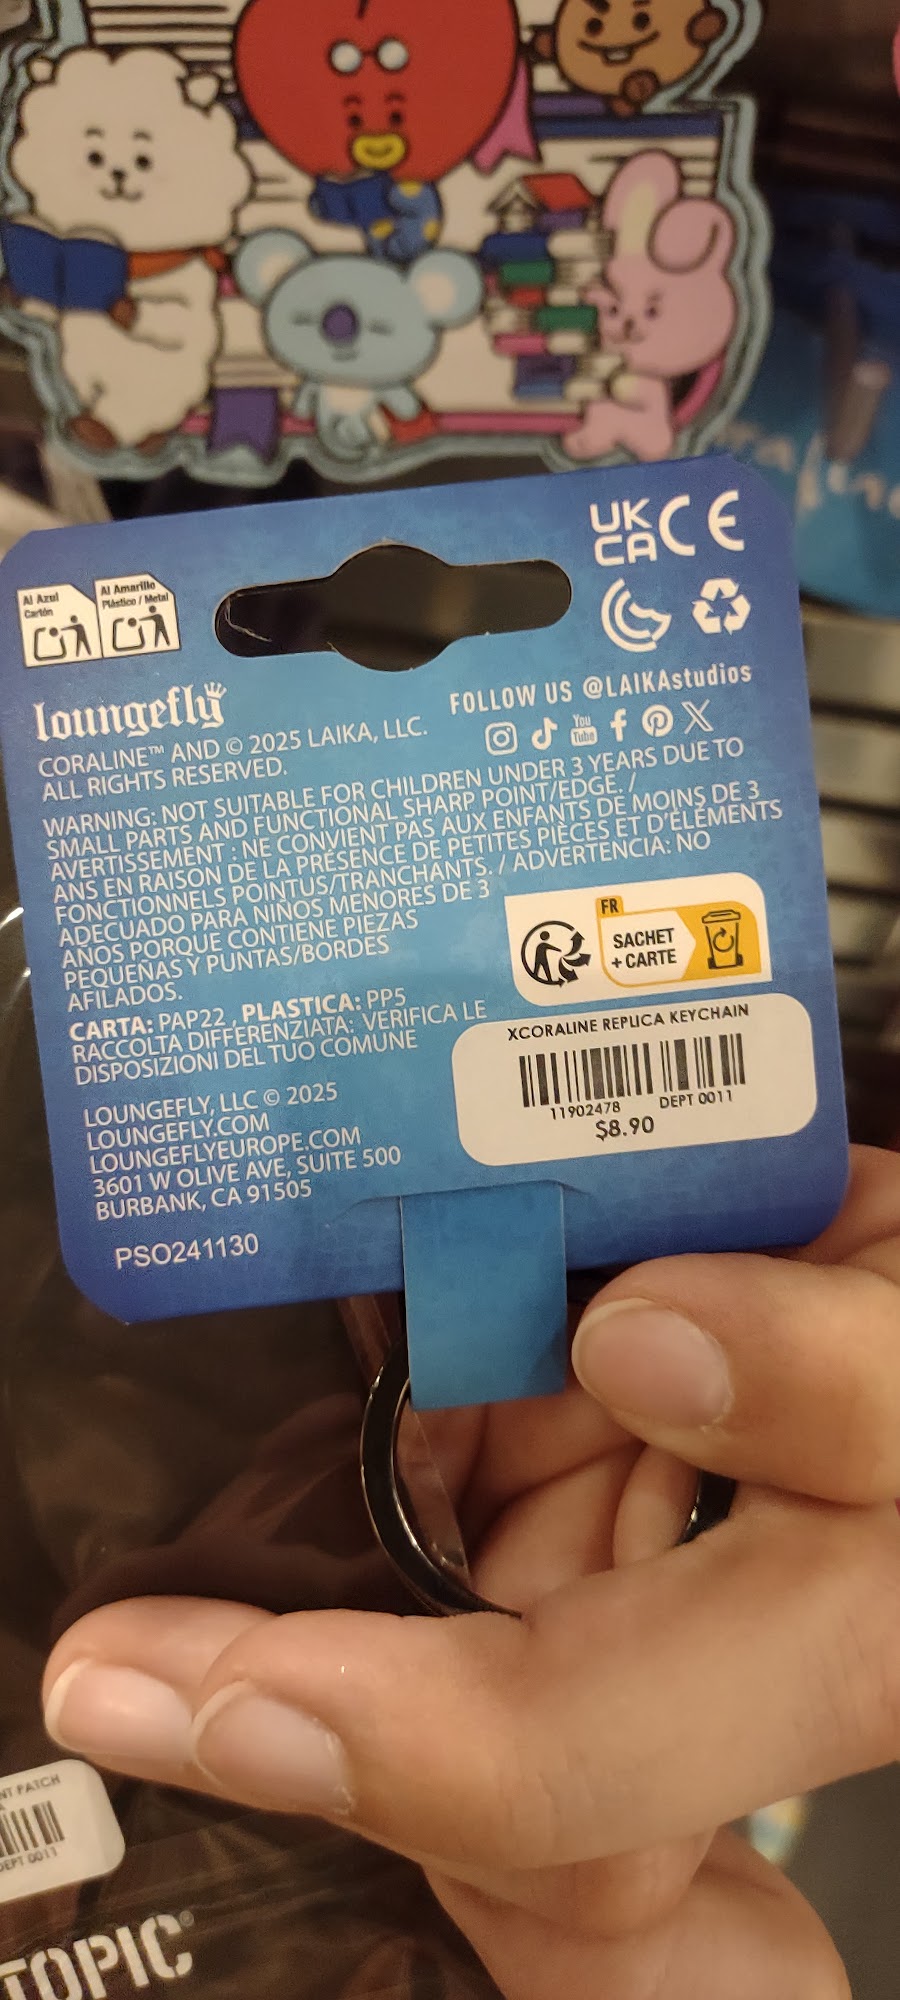 UK
CA CE
Al Azul
Cartón
Al Amarillo
Plástico / Metal
loungefly
FOLLOW US @LAIKAstudios
You
Tube
CORALINE™ AND © 2025 LAIKA, LLC.
ALL RIGHTS RESERVED.
WARNING: NOT SUITABLE FOR CHILDREN UNDER 3 YEARS DUE TO
SMALL PARTS AND FUNCTIONAL SHARP POINT/EDGE. /
AVERTISSEMENT : NE CONVIENT PAS AUX ENFANTS DE MOINS DE 3
ANS EN RAISON DE LA PRÉSENCE DE PETITES PIÈCES ET D'ÉLÉMENTS
FONCTIONNELS POINTUS/TRANCHANTS. / ADVERTENCIA: NO
ADECUADO PARA NIÑOS MENORES DE 3
AÑOS PORQUE CONTIENE PIEZAS
PEQUEÑAS Y PUNTAS/BORDES
AFILADOS.
FR
SACHET
+ CARTE
CARTA: PAP22 , PLASTICA: PP5
RACCOLTA DIFFERENZIATA: VERIFICA LE
DISPOSIZIONI DEL TUO COMUNE
XCORALINE REPLICA KEYCHAIN
11902478 DEPT 0011
$8.90
LOUNGEFLY, LLC © 2025
LOUNGEFLY.COM
LOUNGEFLYEUROPE.COM
3601 W OLIVE AVE, SUITE 500
BURBANK, CA 91505
PSO241130
PATCH
DEPT 0011
TOPIC®